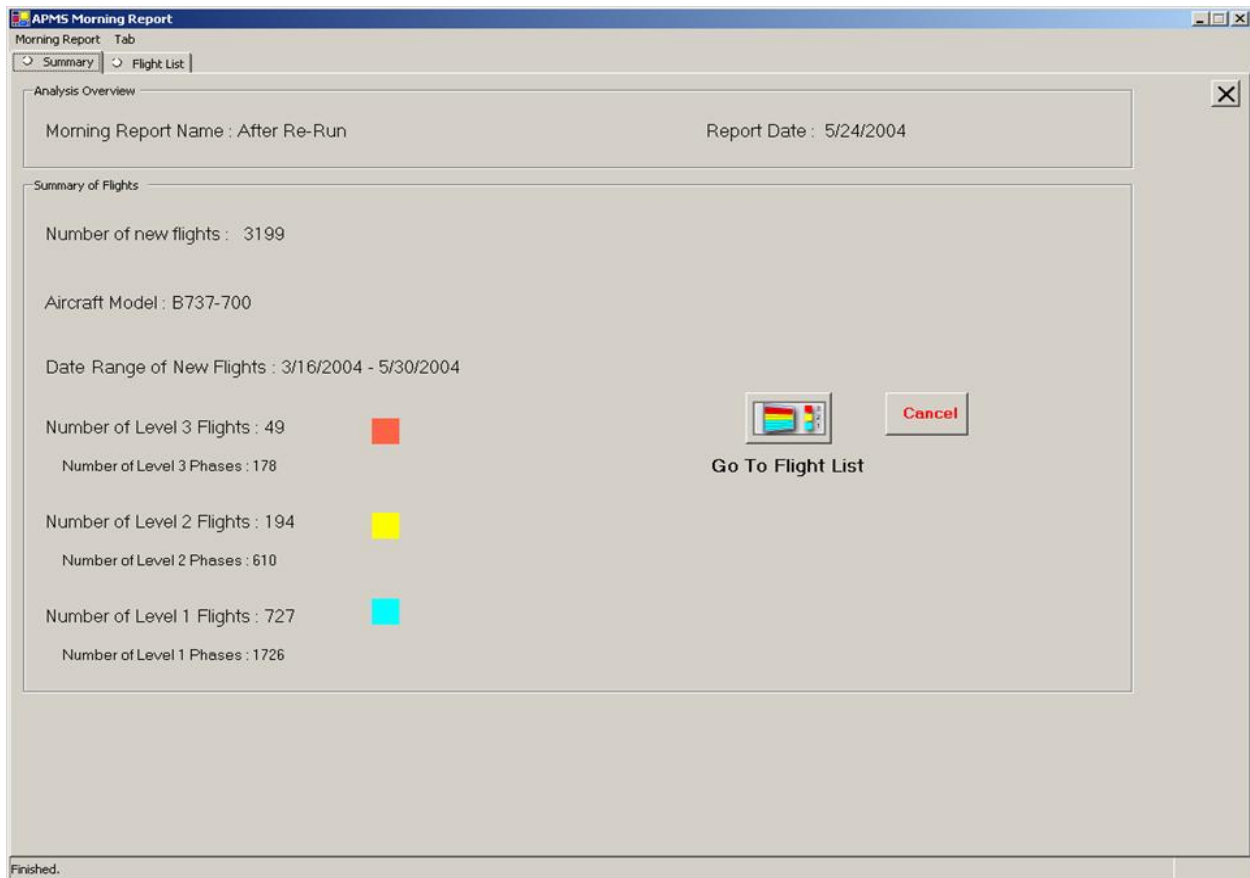 APMS Morning Report
Morning Report Tab
Summary Flight List
Analysis Overview
Morning Report Name : After Re-Run Report Date : 5/24/2004
Summary of Flights
Number of new flights : 3199
Aircraft Model : B737-700
Date Range of New Flights : 3/16/2004 - 5/30/2004
Number of Level 3 Flights : 49
Cancel
Number of Level 3 Phases : 178
Go To Flight List
Number of Level 2 Flights : 194
Number of Level 2 Phases : 610
Number of Level 1 Flights : 727
Number of Level 1 Phases : 1726
Finished.